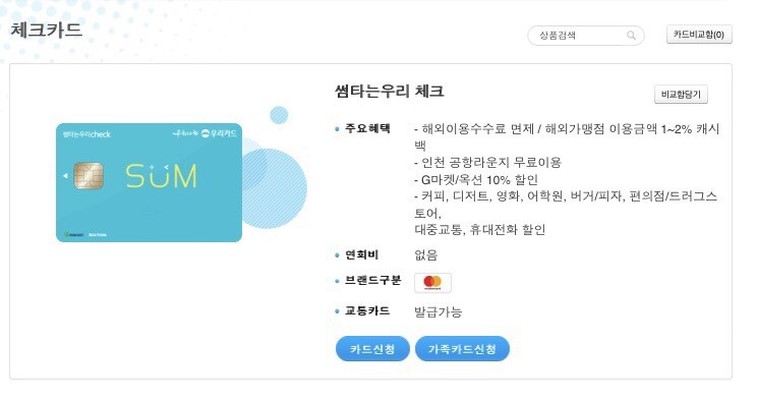 체크카드
상품검색
카드비교함(0)
썸타는우리 체크
비교함담기
썸타는우리check
우리카드
SUM
주요혜택
- 해외이용수수료 면제 / 해외가맹점 이용금액 1~2% 캐시
백
- 인천 공항라운지 무료이용
- G마켓/옥션 10% 할인
- 커피, 디저트, 영화, 어학원, 버거/피자, 편의점/드럭스
토어,
대중교통, 휴대전화 할인
연회비 없음
브랜드구분
교통카드 발급가능
카드신청 가족카드신청